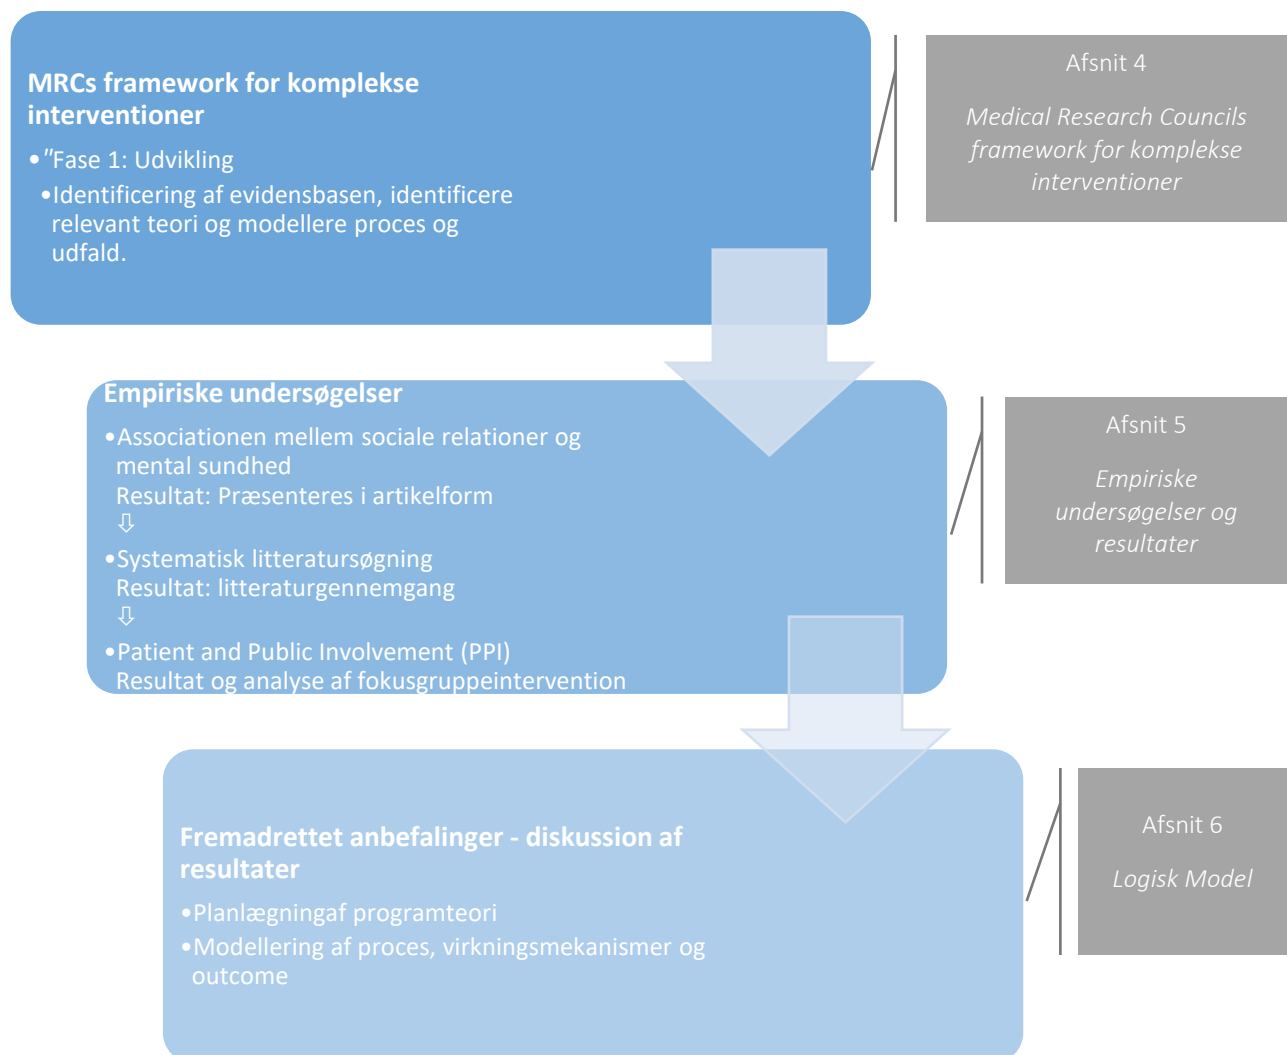 MRCs framework for komplekse
interventioner
•"Fase 1: Udvikling
•Identificering af evidensbasen, identificere
relevant teori og modellere proces og
udfald.
Afsnit 4
Medical Research Councils
framework for komplekse
interventioner
Empiriske undersøgelser
•Associationen mellem sociale relationer og
mental sundhed
Resultat: Præsenteres i artikelform
⇩
•Systematisk litteratursøgning
Resultat: litteraturgennemgang
⇩
•Patient and Public Involvement (PPI)
Resultat og analyse af fokusgruppeintervention
Afsnit 5
Empiriske
undersøgelser og
resultater
Fremadrettet anbefalinger - diskussion af
resultater
•Planlægningaf programteori
•Modellering af proces, virkningsmekanismer og
outcome
Afsnit 6
Logisk Model